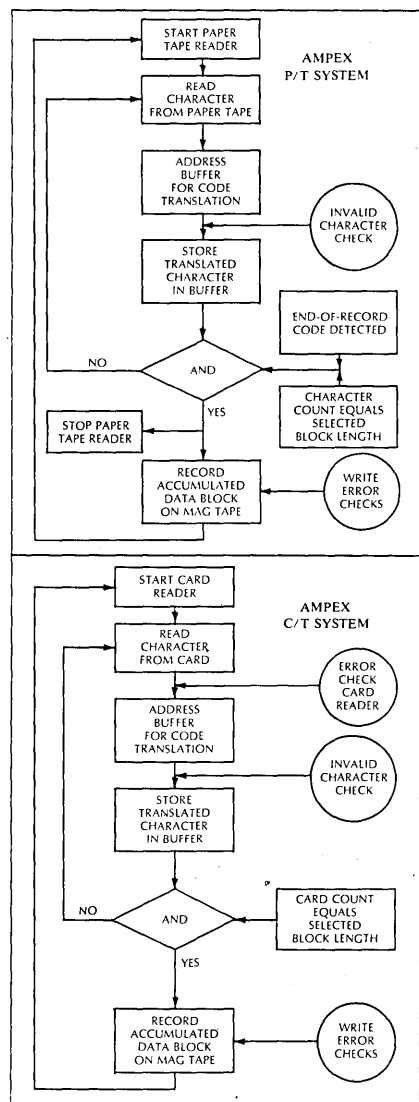 START PAPER
TAPE READER
AMPEX
P/T SYSTEM
READ
CHARACTER
FROM PAPER TAPE
ADDRESS
BUFFER
FOR CODE
TRANSLATION
INVALID
CHARACTER
CHECK
STORE
TRANSLATED
CHARACTER
IN BUFFER
END-OF-RECORD
CODE DETECTED
NO
AND
YES
CHARACTER
COUNT EQUALS
SELECTED
BLOCK LENGTH
STOP PAPER
TAPE READER
RECORD
ACCUMULATED
DATA BLOCK
ON MAG TAPE
WRITE
ERROR
CHECKS
START CARD
READER
AMPEX
C/T SYSTEM
READ
CHARACTER
FROM CARD
ERROR
CHECK
CARD
READER
ADDRESS
BUFFER
FOR CODE
TRANSLATION
INVALID
CHARACTER
CHECK
STORE
TRANSLATED
CHARACTER
IN BUFFER
NO
AND
YES
CARD COUNT
EQUALS
SELECTED
BLOCK LENGTH
RECORD
ACCUMULATED
DATA BLOCK
ON MAG TAPE
WRITE
ERROR
CHECKS